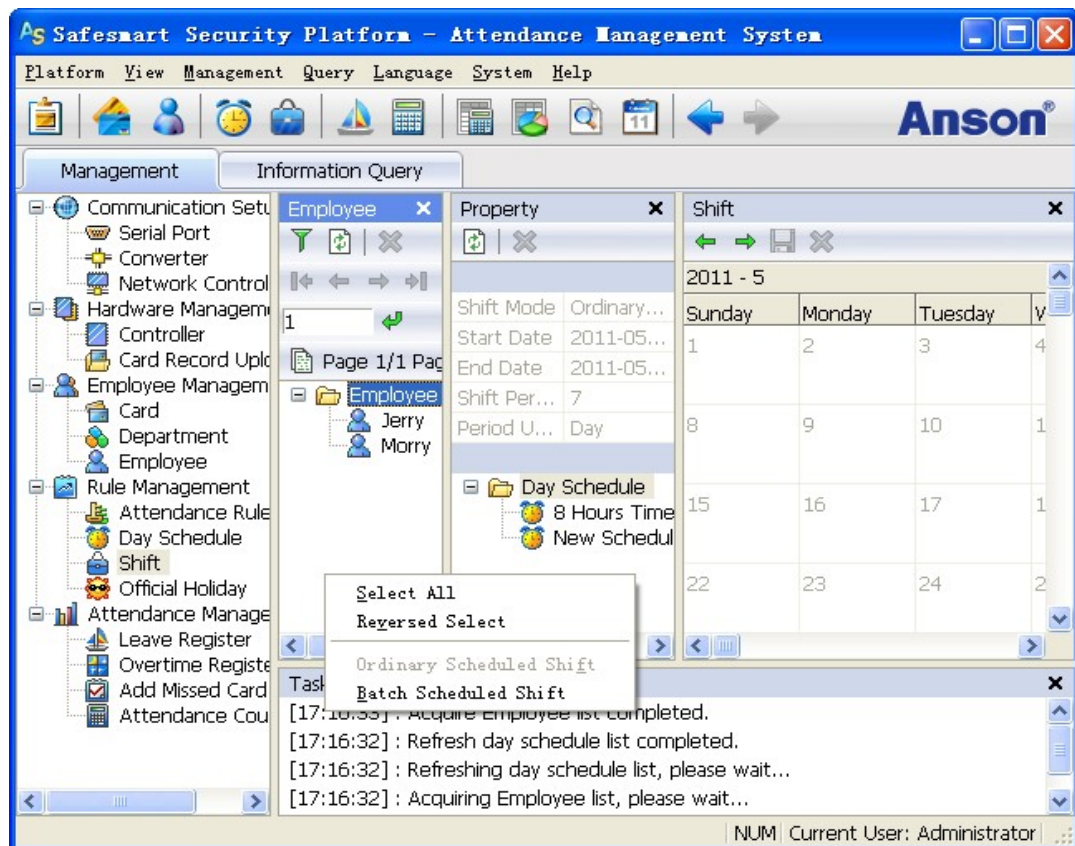 AS Safesmart Security Platform - Attendance Management System
Platform View Management Query Language System Help
11
Anson®
Management Information Query
Communication Setu
Serial Port
Converter
Network Control
Hardware Managem
Controller
Card Record Uplo
Employee Managem
Card
Department
Employee
Rule Management
Attendance Rule
Day Schedule
Shift
Official Holiday
Attendance Manage
Leave Register
Overtime Registe
Add Missed Card
Attendance Cou
Employee
1
Page 1/1 Pag
Employee
Jerry
Morry
Property
Shift Mode Ordinary...
Start Date 2011-05...
End Date 2011-05...
Shift Per... 7
Period U... Day
Day Schedule
8 Hours Time
New Schedul
Shift
2011 - 5
Sunday Monday Tuesday W
1 2 3 4
8 9 10 1
15 16 17 1
22 23 24 2
Select All
Reversed Select
Ordinary Scheduled Shift
Batch Scheduled Shift
Task
[17:16:33] : Acquire Employee list completed.
[17:16:32] : Refresh day schedule list completed.
[17:16:32] : Refreshing day schedule list, please wait...
[17:16:32] : Acquiring Employee list, please wait...
NUM Current User: Administrator